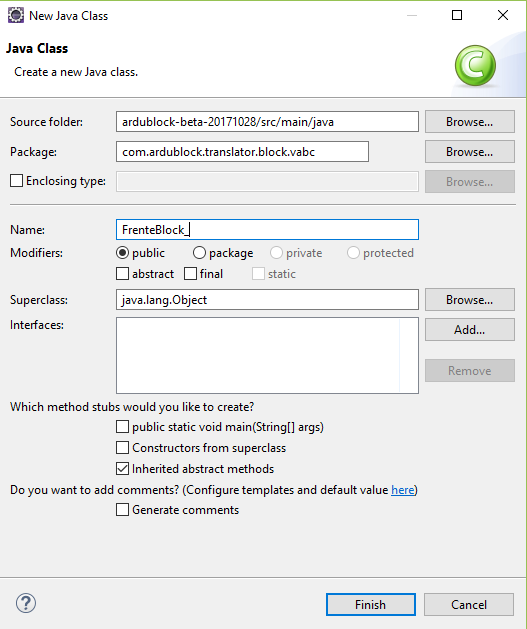 New Java Class
Java Class
Create a new Java class.
C
Source folder: ardublock-beta-20171028/src/main/java Browse...
Package: com.ardublock.translator.block.vabc Browse...
Enclosing type: Browse...
Name: FrenteBlock_
Modifiers: public package private protected
abstract final static
Superclass: java.lang.Object Browse...
Interfaces: Add...
Remove
Which method stubs would you like to create?
public static void main(String[] args)
Constructors from superclass
Inherited abstract methods
Do you want to add comments? (Configure templates and default value here)
Generate comments
? Finish Cancel